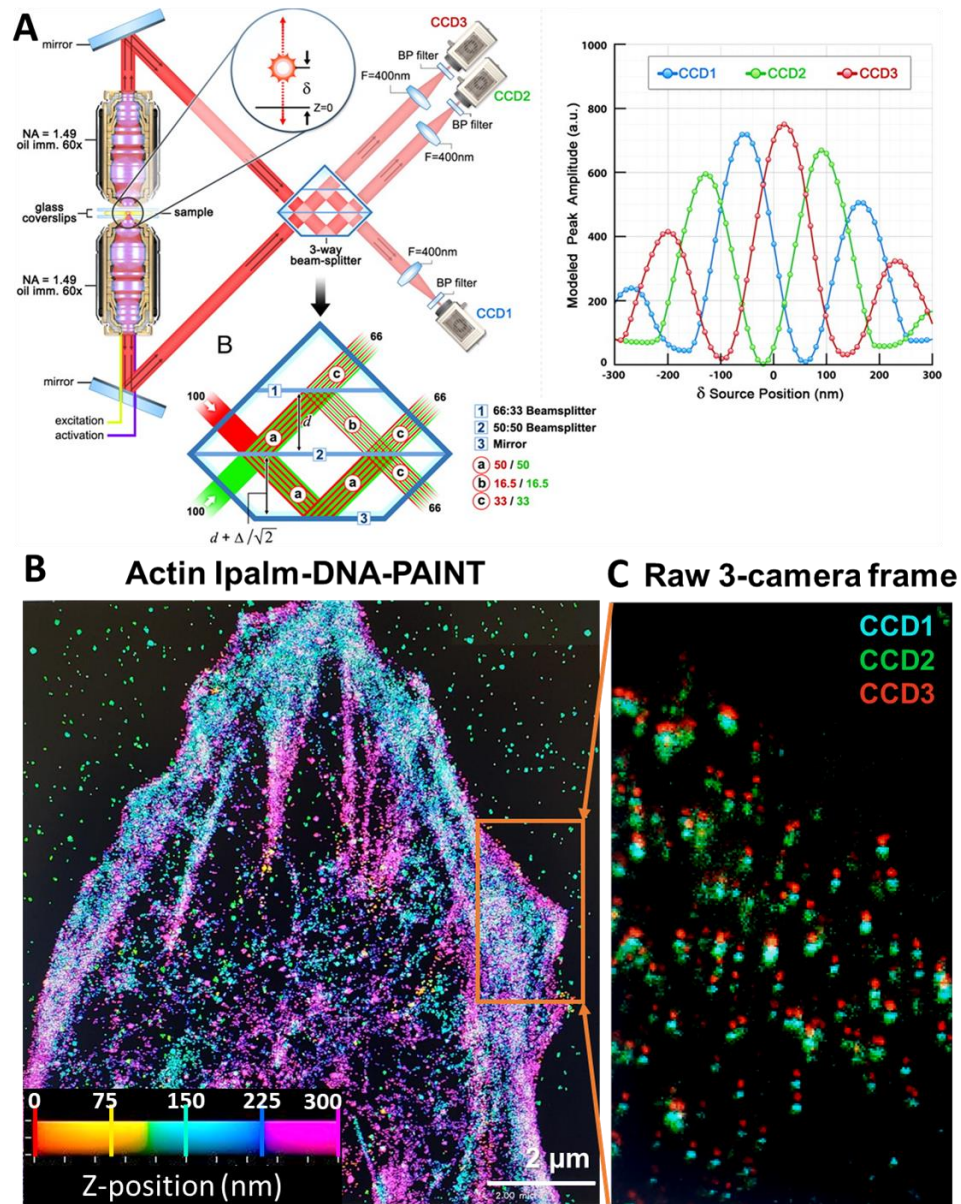 A
mirror
NA = 1.49
oil imm. 60x
glass
coverslips
sample
NA = 1.49
oil imm. 60x
mirror
excitation
activation
δ
Z=0
3-way
beam-splitter
CCD3
BP filter
CCD2
F=400nm
BP filter
F=400nm
F=400nm
BP filter
CCD1
B
100
100
66
66
66
1
2
3
a
a
a
b
c
c
c
d
d + Δ/√2
1 66:33 Beamsplitter
2 50:50 Beamsplitter
3 Mirror
a 50 / 50
b 16.5 / 16.5
c 33 / 33
CCD1 CCD2 CCD3
Modeled Peak Amplitude (a.u.)
1000
800
600
400
200
0
-300 -200 -100 0 100 200 300
δ Source Position (nm)
B Actin Ipalm-DNA-PAINT
0 75 150 225 300
Z-position (nm)
2 μm
C Raw 3-camera frame
CCD1
CCD2
CCD3